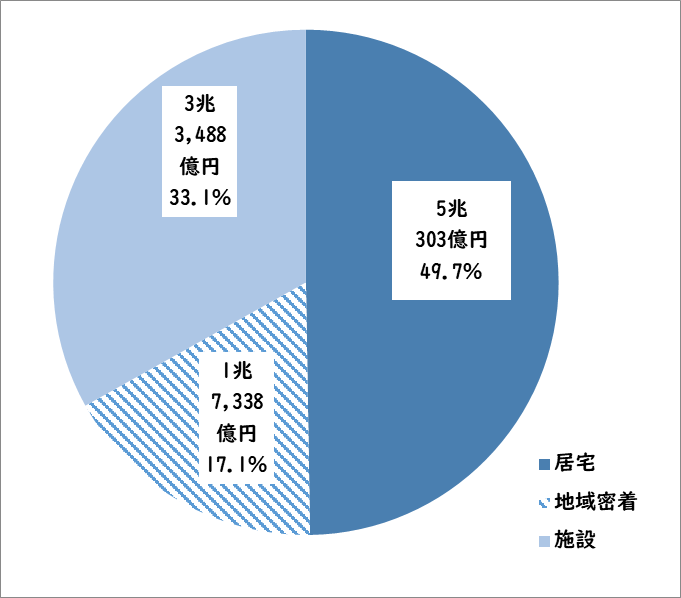 3兆
3,488
億円
33.1%
5兆
303億円
49.7%
1兆
7,338
億円
17.1%
居宅
地域密着
施設